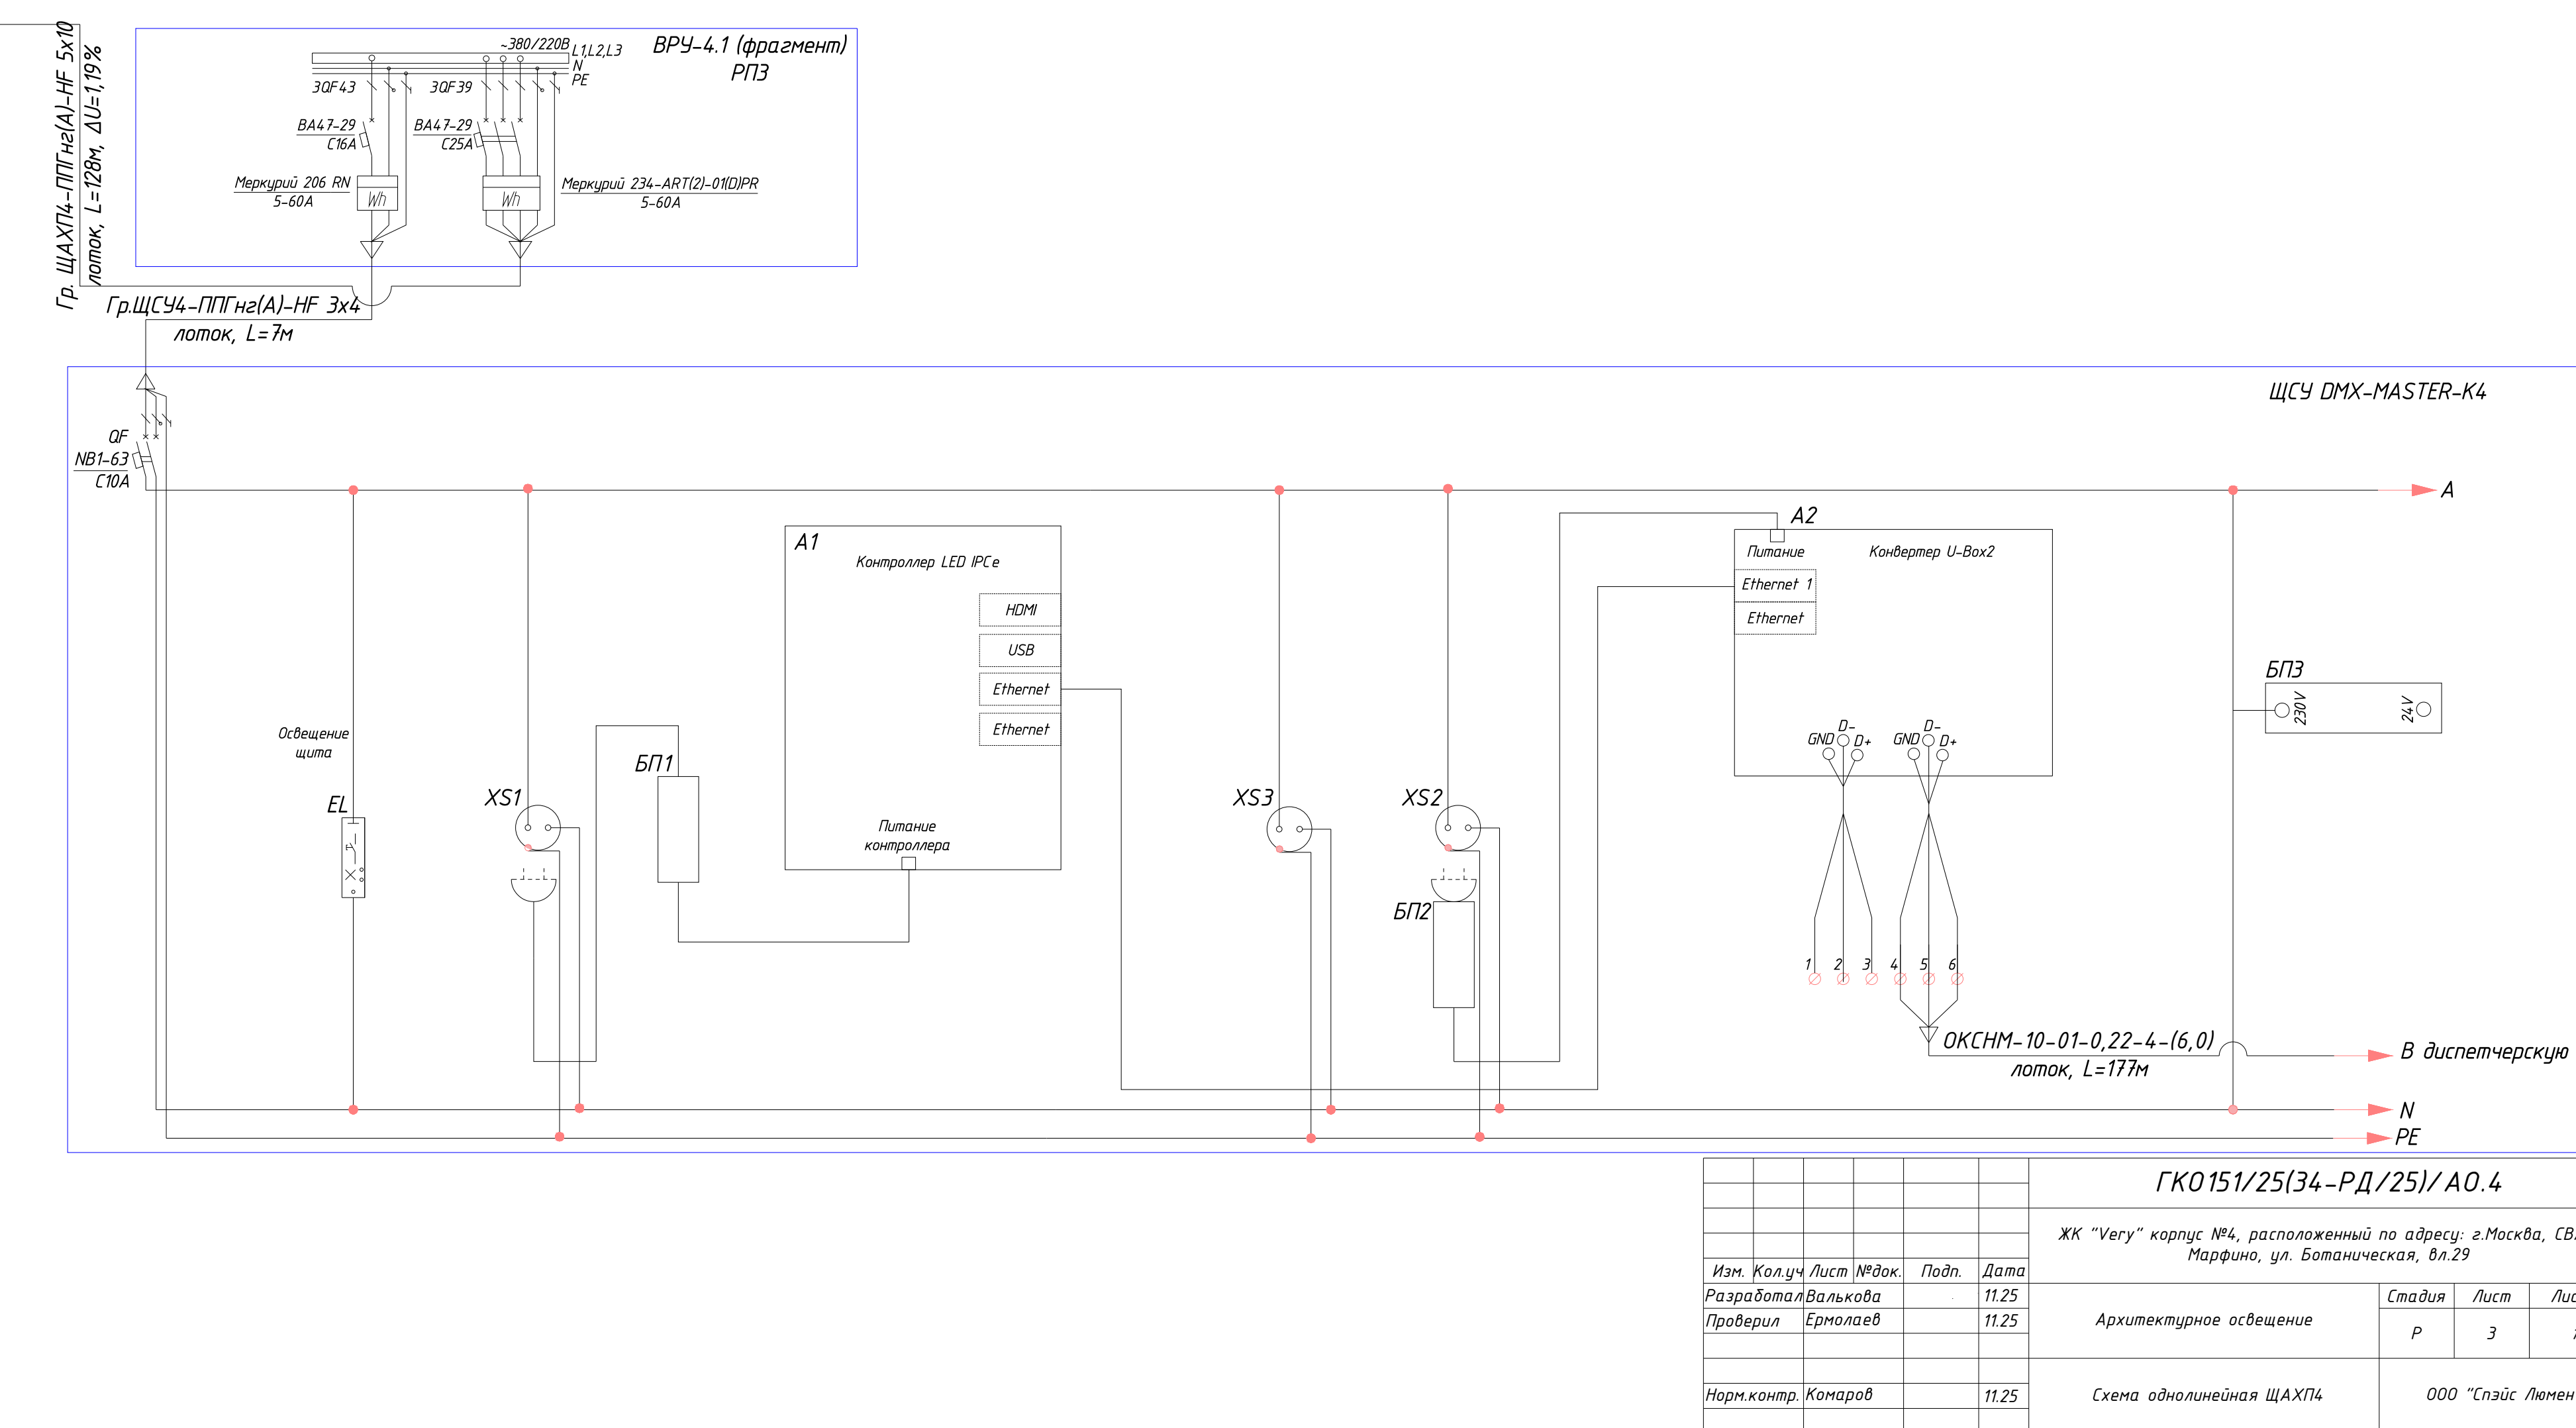 Гр. ЩАХП4-ППГнг(А)-HF 5х10
лоток, L=128м, ΔU=1,19%
~380/220В
L1,L2,L3
N
PE
ВРУ-4.1 (фрагмент)
РП3
3QF43
3QF39
ВА47-29
С16А
ВА47-29
С25А
Меркурий 206 RN
5-60А
Wh
Wh
Меркурий 234-ART(2)-01(D)PR
5-60А
Гр.ЩСУ4-ППГнг(А)-HF 3х4
лоток, L=7м
ЩСУ DMX-MASTER-K4
QF
NB1-63
С10А
А
А1
Контроллер LED IPCe
HDMI
USB
Ethernet
Ethernet
Питание
контроллера
А2
Питание
Конвертер U-Box2
Ethernet 1
Ethernet
GND
D-
D+
GND
D-
D+
БП3
230V
24V
Освещение
щита
EL
XS1
БП1
XS3
XS2
БП2
1
2
3
4
5
6
ОКСНМ-10-01-0,22-4-(6,0)
лоток, L=177м
В диспетчерскую
N
PE
ГК0151/25(34-РД/25)/АО.4
ЖК "Very" корпус №4, расположенный по адресу: г.Москва,
Марфино, ул. Ботаническая, вл.29
Изм.
Кол.уч
Лист
№док.
Подп.
Дата
Разработал
Валькова
11.25
Проверил
Ермолаев
11.25
Норм.контр.
Комаров
11.25
Архитектурное освещение
Стадия
Лист
Р
3
Схема однолинейная ЩАХП4
ООО "Спэйс Люмен